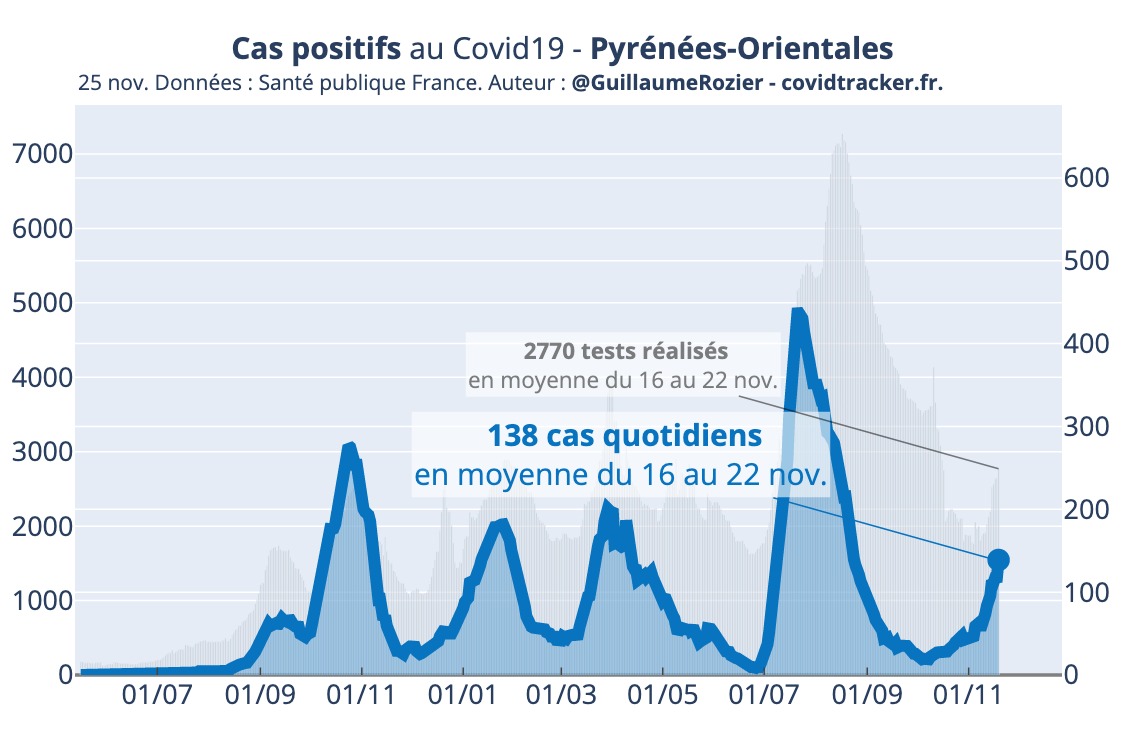 Cas positifs au Covid19 - Pyrénées-Orientales
25 nov. Données : Santé publique France. Auteur : @GuillaumeRozier - covidtracker.fr.
7000
6000
5000
4000
3000
2000
1000
0
600
500
400
300
200
100
0
2770 tests réalisés
en moyenne du 16 au 22 nov.
138 cas quotidiens
en moyenne du 16 au 22 nov.
01/07 01/09 01/11 01/01 01/03 01/05 01/07 01/09 01/11